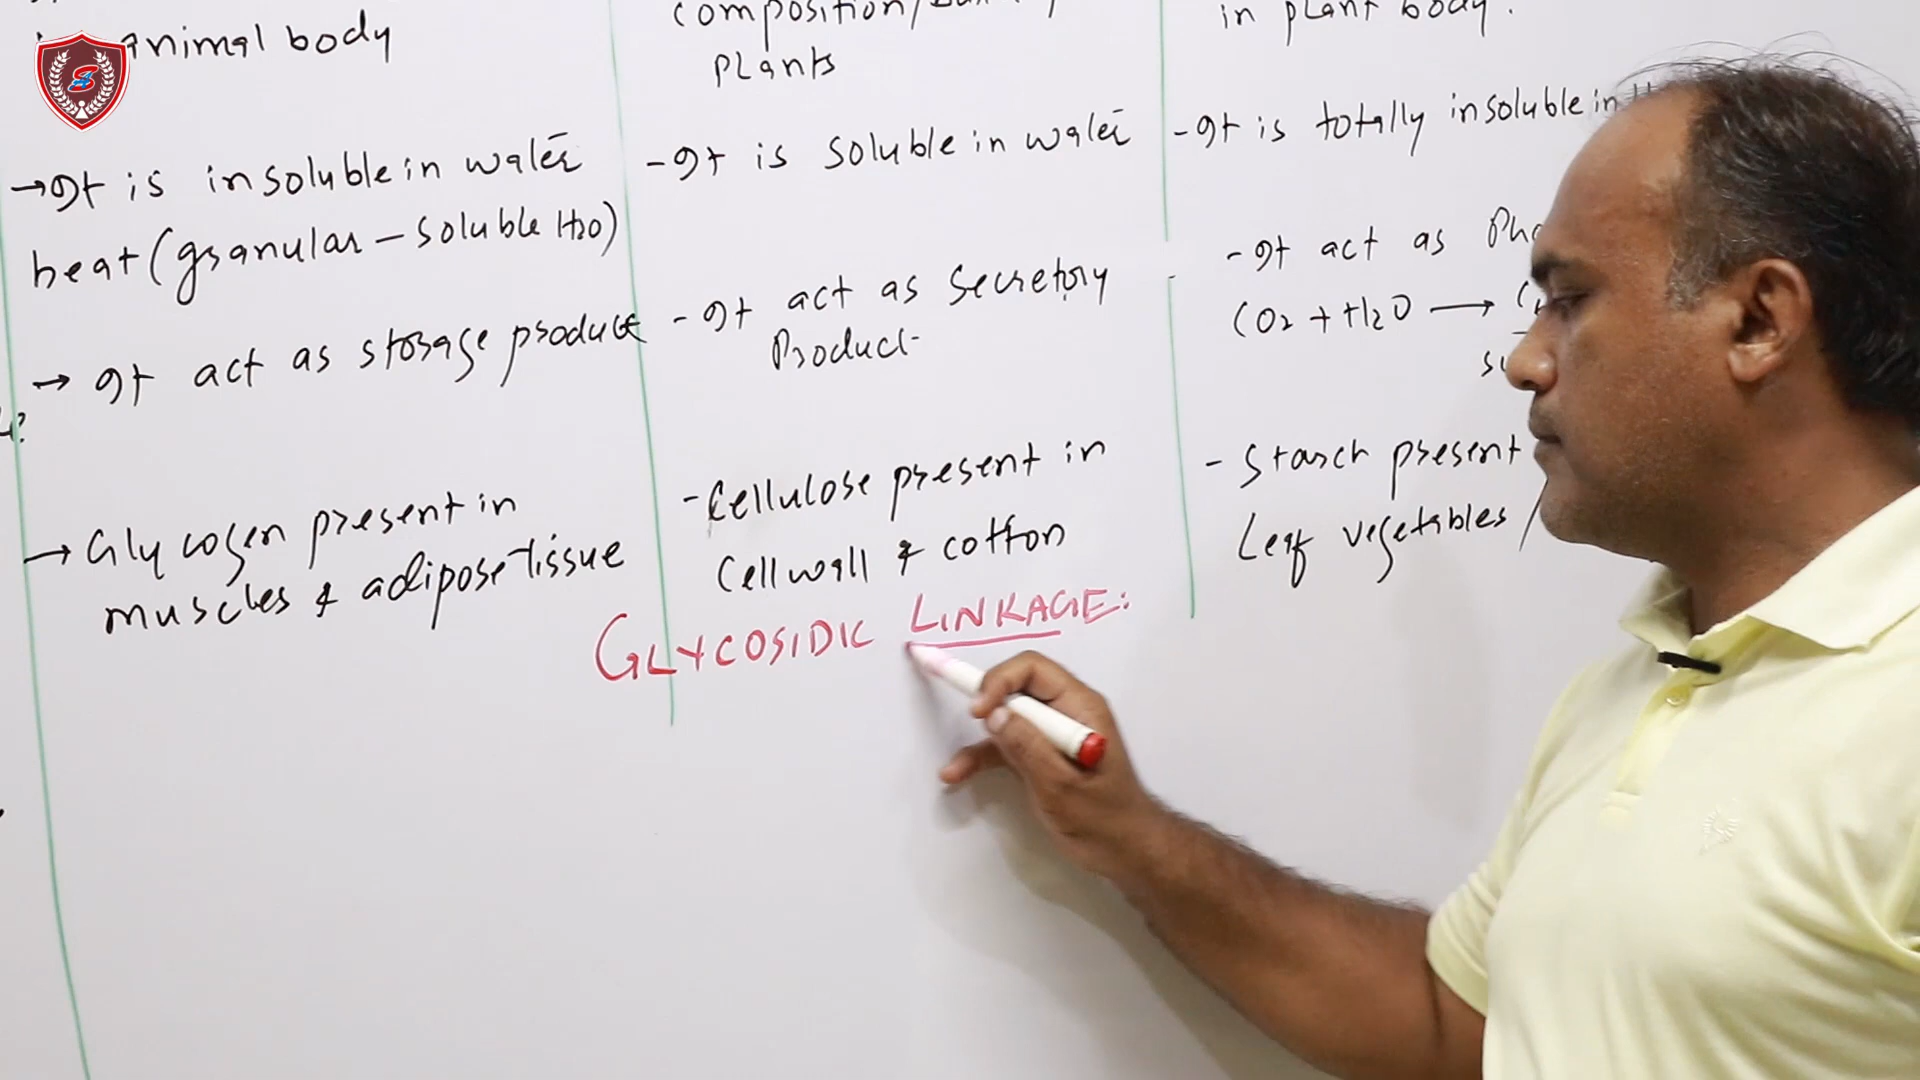 animal body
→ It is insoluble in water
heat (granular – soluble H2O)
→ It act as storage product
→ Glycogen present in
muscles & adipose tissue
composition/
plants
- It is soluble in water
- It act as secretory
Product
- Cellulose present in
Cell wall & cotton
in plant body.
- It is totally insoluble in
- It act as
CO2 + H2O →
- Starch present
Leaf vegetables /
GLYCOSIDIC LINKAGE: